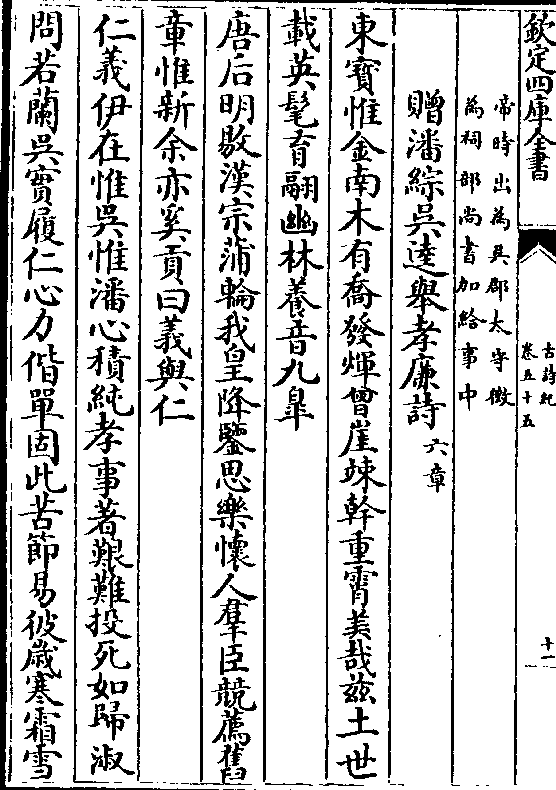 欽定四庫全書
古詩紀
卷五十五
十一
帝時出為吳郡太守徵
為祠部尚書加給事中
贈潘綜吳逵舉孝廉詩六章
東寳惟金南木有喬發煇曽崖竦幹重霄美哉兹土世
載英髦育翮幽林養音九臯
唐后明敭漢宗蒲輪我皇降鑒思樂懷人羣臣競薦舊
章惟新余亦奚貢曰義與仁
仁義伊在惟吳惟潘心積純孝事著艱難投死如歸淑
問若蘭吳實履仁心力偕單固此苦節易彼歲寒霜雪